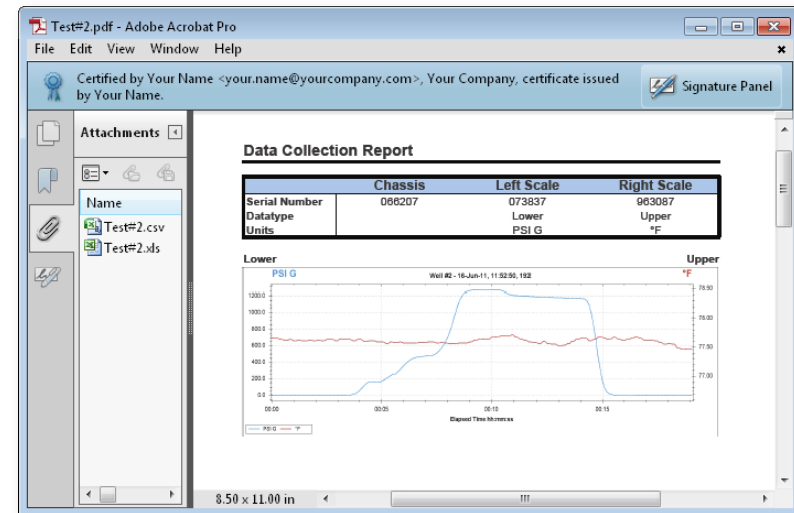 Test#2.pdf - Adobe Acrobat Pro
File Edit View Window Help
Certified by Your Name <your.name@yourcompany.com>, Your Company, certificate issued
by Your Name.
Signature Panel
Attachments
Name
Test#2.csv
Test#2.xls
Data Collection Report
Chassis Left Scale Right Scale
Serial Number 066207 073837 963087
Datatype Lower Upper
Units PSI G °F
Lower Upper
PSI G Well #2 - 16-Jun-11, 11:52:50, 192 °F
1200.0
1000.0
800.0
600.0
400.0
200.0
0.0
78.50
78.00
77.50
77.00
00:00 00:05 00:10 00:15
Elapsed Time hh:mm:ss
PSI G °F
8.50 x 11.00 in